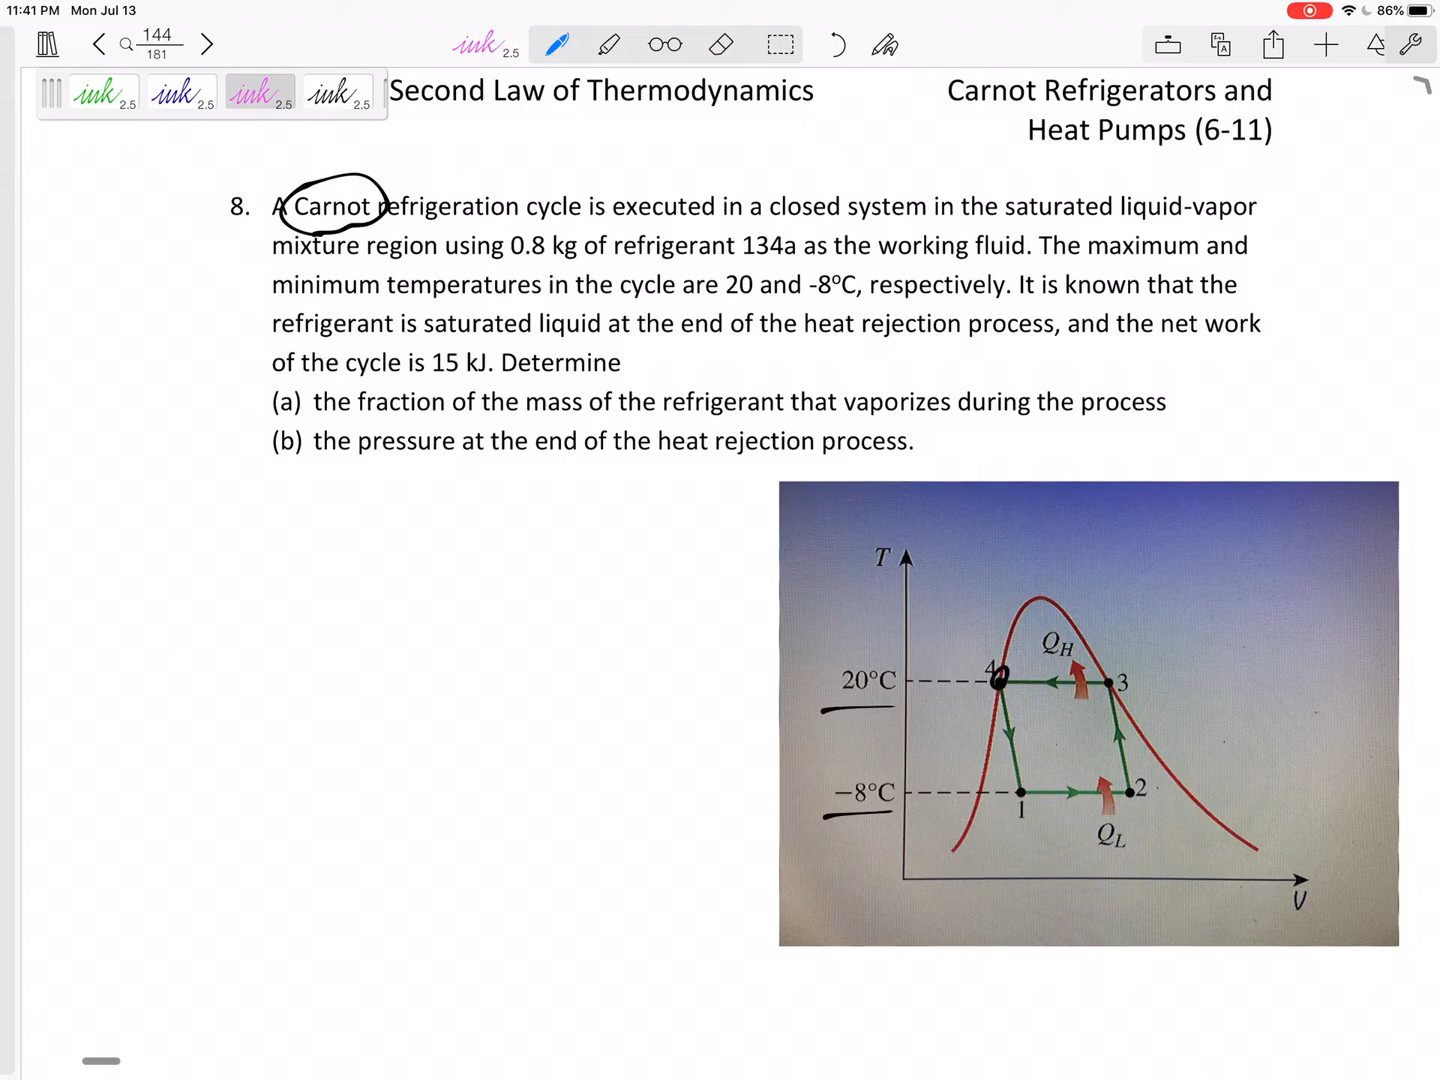 11:41 PM Mon Jul 13
86%
144
181
ink 2.5
ink 2.5
ink 2.5
ink 2.5
ink 2.5
Second Law of Thermodynamics
Carnot Refrigerators and
Heat Pumps (6-11)
8. A Carnot refrigeration cycle is executed in a closed system in the saturated liquid-vapor
mixture region using 0.8 kg of refrigerant 134a as the working fluid. The maximum and
minimum temperatures in the cycle are 20 and -8ºC, respectively. It is known that the
refrigerant is saturated liquid at the end of the heat rejection process, and the net work
of the cycle is 15 kJ. Determine
(a) the fraction of the mass of the refrigerant that vaporizes during the process
(b) the pressure at the end of the heat rejection process.
T
Q_H
4
20°C
3
−8°C
1
2
Q_L
v